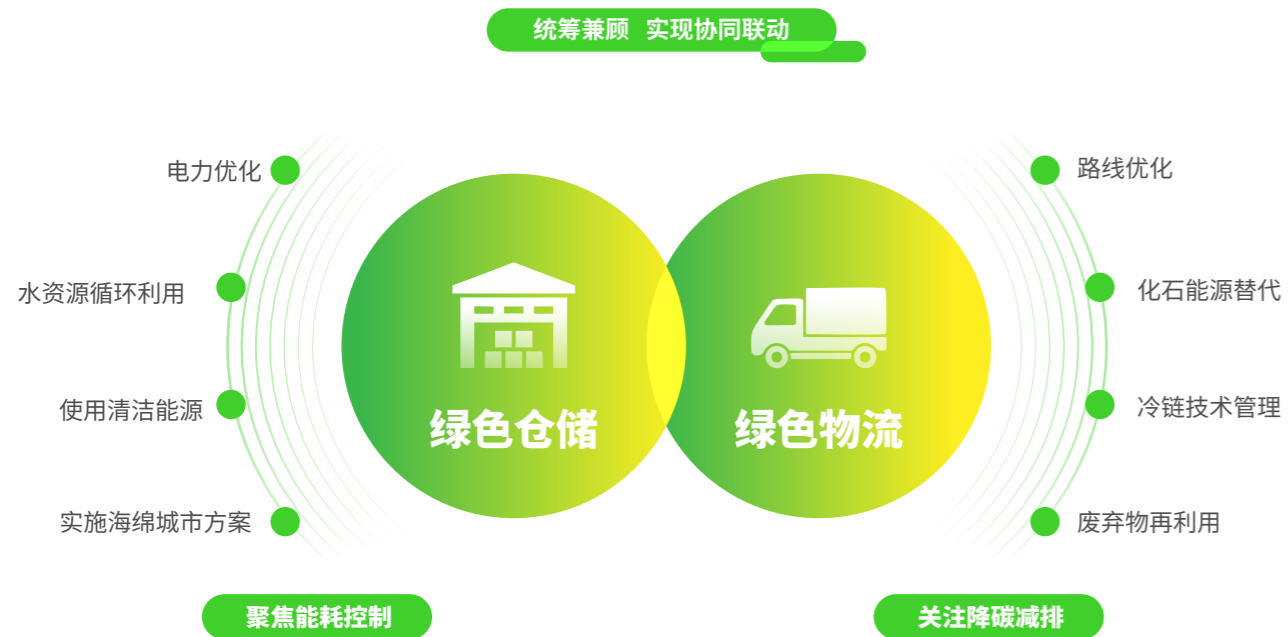 统筹兼顾 实现协同联动
电力优化
水资源循环利用
使用清洁能源
实施海绵城市方案
绿色仓储
绿色物流
路线优化
化石能源替代
冷链技术管理
废弃物再利用
聚焦能耗控制
关注降碳减排